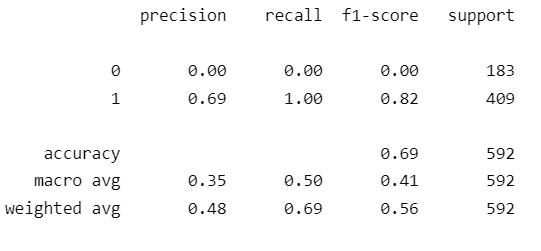 precision recall f1-score support
0 0.00 0.00 0.00 183
1 0.69 1.00 0.82 409
accuracy 0.69 592
macro avg 0.35 0.50 0.41 592
weighted avg 0.48 0.69 0.56 592